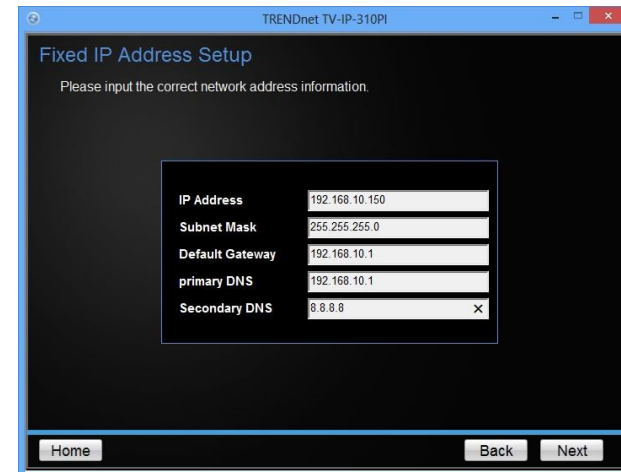 TRENDnet TV-IP-310PI
Fixed IP Address Setup
Please input the correct network address information.
IP Address 192.168.10.150
Subnet Mask 255.255.255.0
Default Gateway 192.168.10.1
primary DNS 192.168.10.1
Secondary DNS 8.8.8.8
Home Back Next